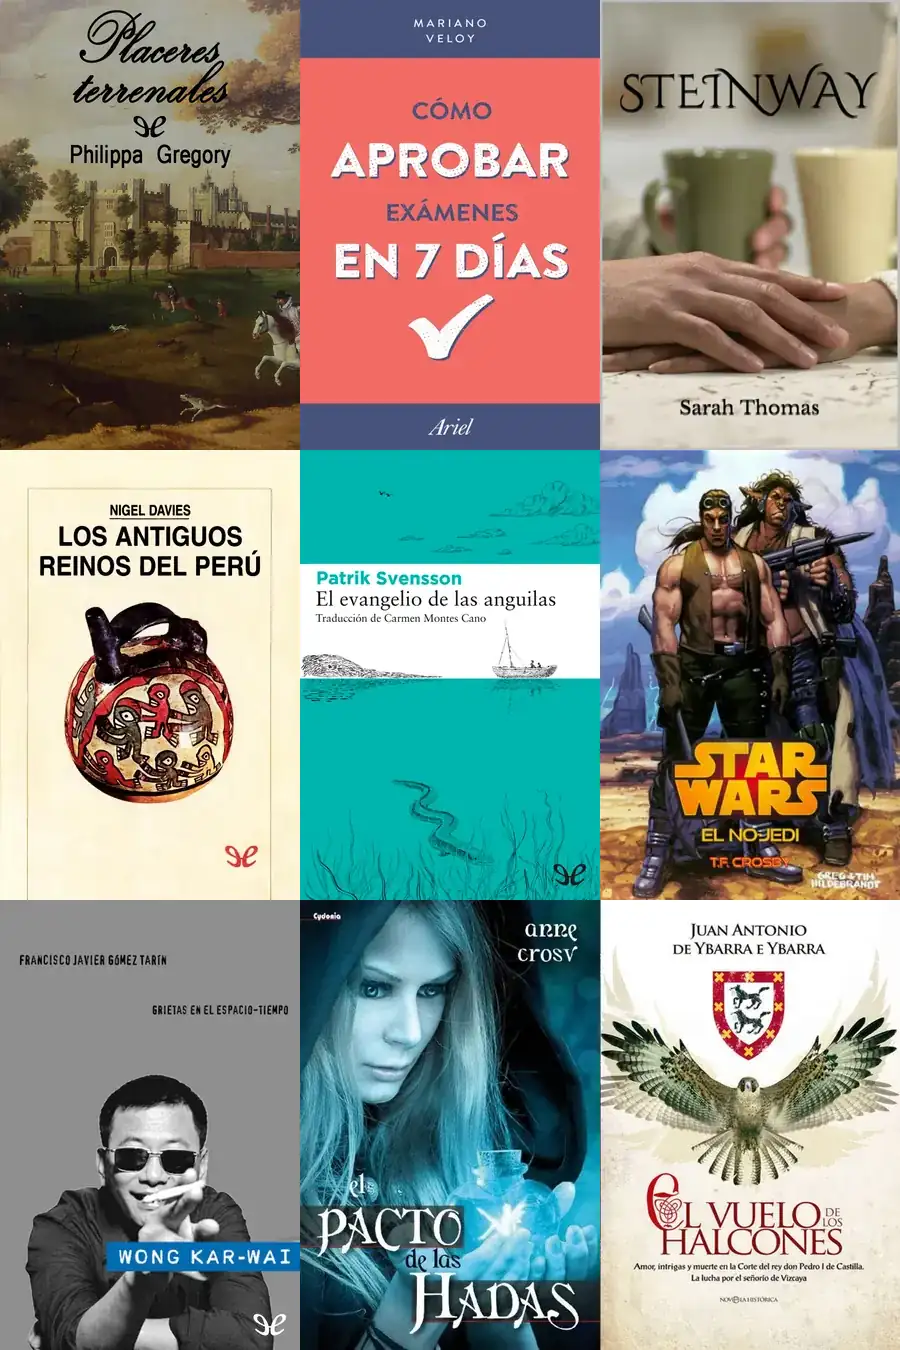 Placeres
terrenales
Philippa Gregory
MARIANO
VELOY
CÓMO
APROBAR
EXÁMENES
EN 7 DÍAS
Ariel
STEINWAY
Sarah Thomas
NIGEL DAVIES
LOS ANTIGUOS
REINOS DEL PERÚ
Patrik Svensson
El evangelio de las anguilas
Traducción de Carmen Montes Cano
STAR
WARS
EL NO-JEDI
T.F. CROSBY
GREG & TIM
HILDEBRANDT
FRANCISCO JAVIER GÓMEZ TARÍN
GRIETAS EN EL ESPACIO-TIEMPO
WONG KAR-WAI
Cydonia
anne
crosv
el
PACTO
de las
HADAS
JUAN ANTONIO
DE YBARRA E YBARRA
EL VUELO DE LOS
HALCONES
Amor, intrigas y muerte en la Corte del rey don Pedro I de Castilla.
La lucha por el señorío de Vizcaya
NOVELA HISTÓRICA